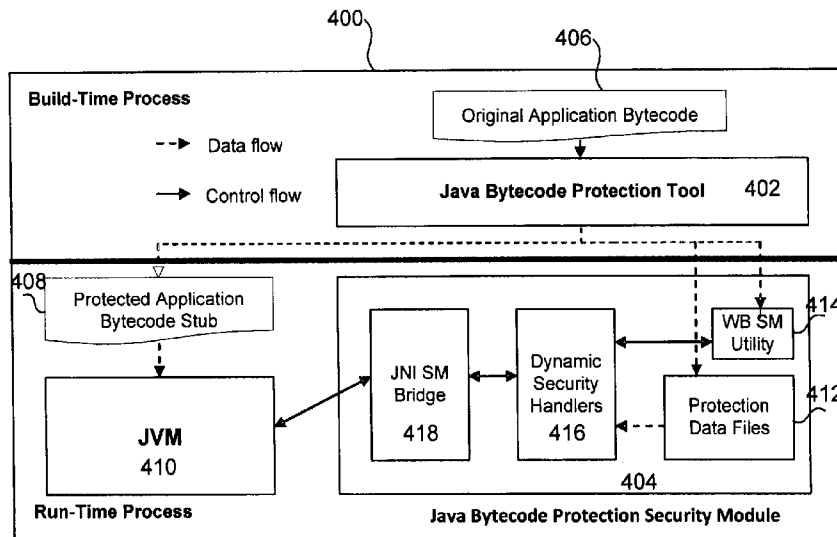 400
406
Build-Time Process
Original Application Bytecode
Data flow
Control flow
Java Bytecode Protection Tool 402
408
Protected Application
Bytecode Stub
JVM
410
JNI SM
Bridge
418
Dynamic
Security
Handlers
416
WB SM
Utility
414
Protection
Data Files
412
404
Run-Time Process
Java Bytecode Protection Security Module